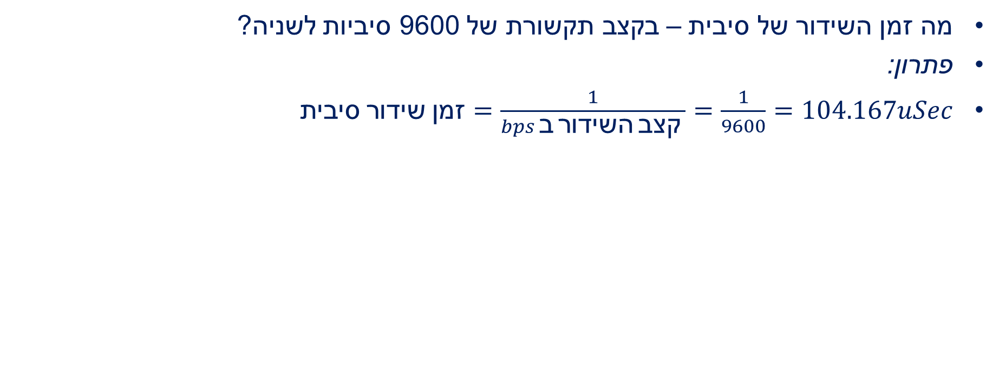 • מה זמן השידור של סיבית – בקצב תקשורת של 9600 סיביות לשניה?
• פתרון:
• זמן שידור סיבית = 1/קצב השידור ב bps = 1/9600 = 104.167uSec